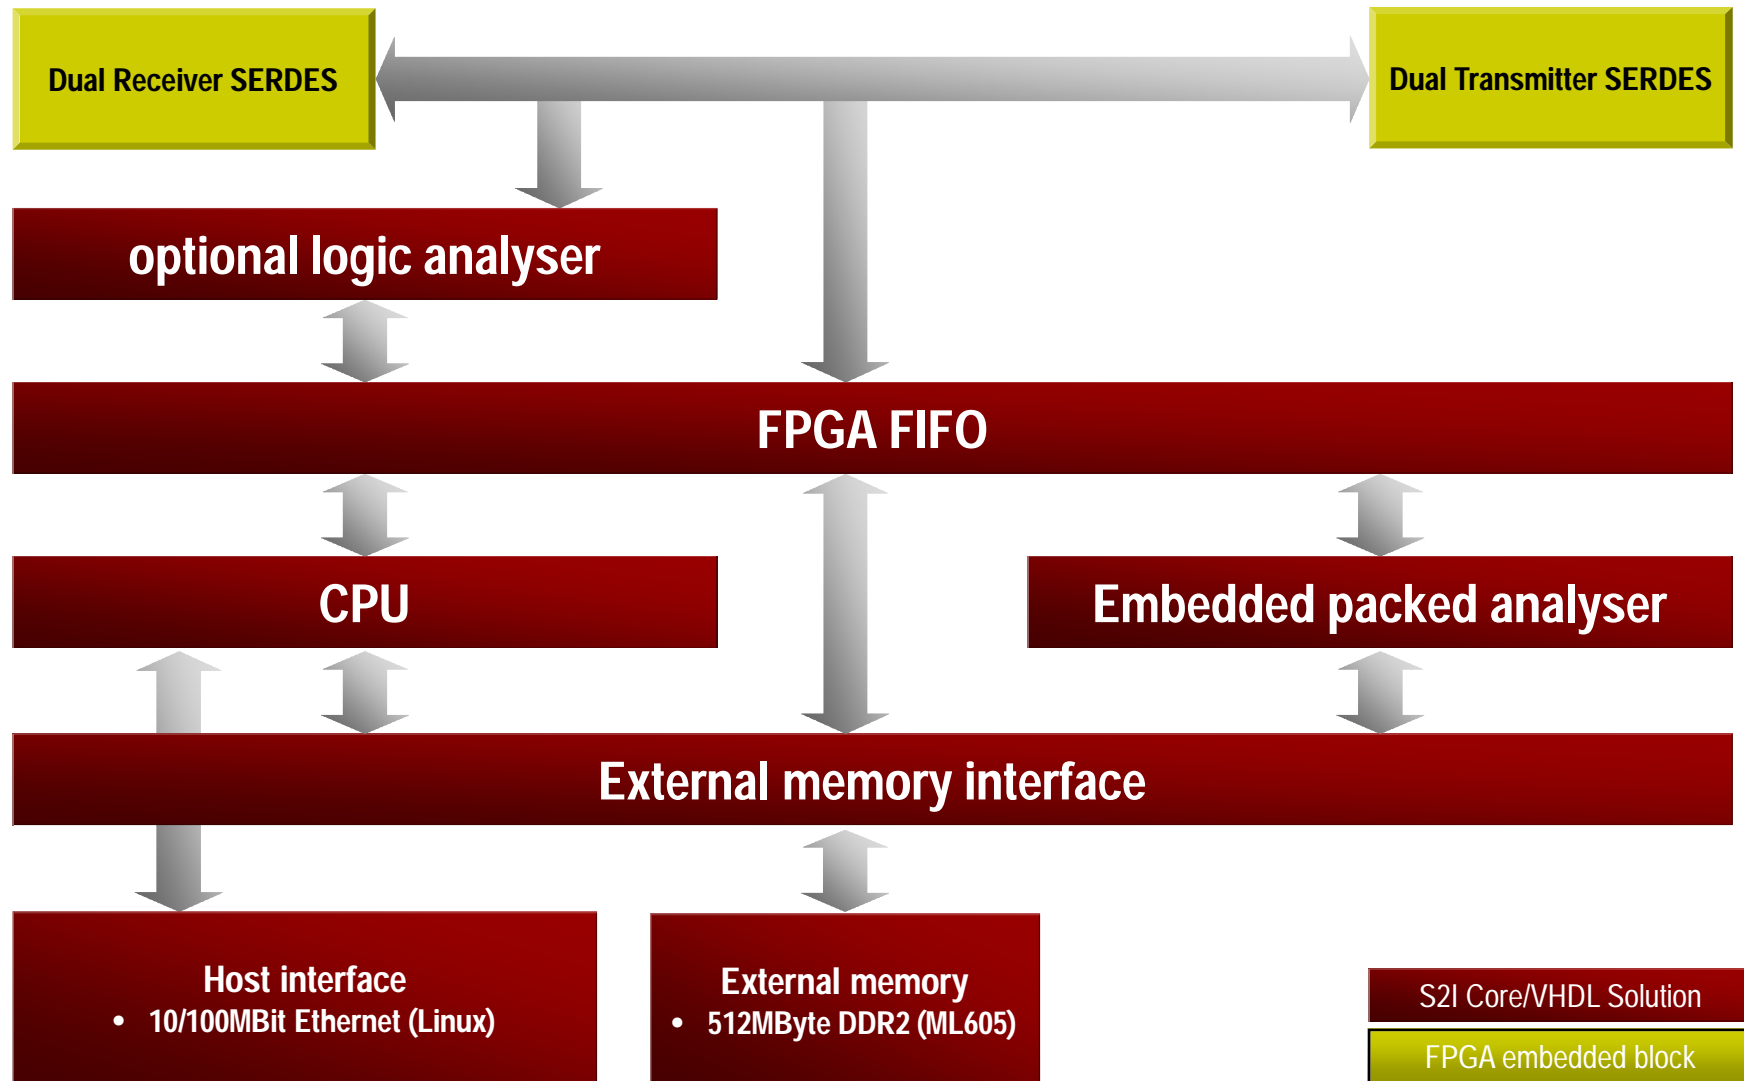 Dual Receiver SERDES
Dual Transmitter SERDES
optional logic analyser
FPGA FIFO
CPU
Embedded packed analyser
External memory interface
Host interface
• 10/100MBit Ethernet (Linux)
External memory
• 512MByte DDR2 (ML605)
S2I Core/VHDL Solution
FPGA embedded block